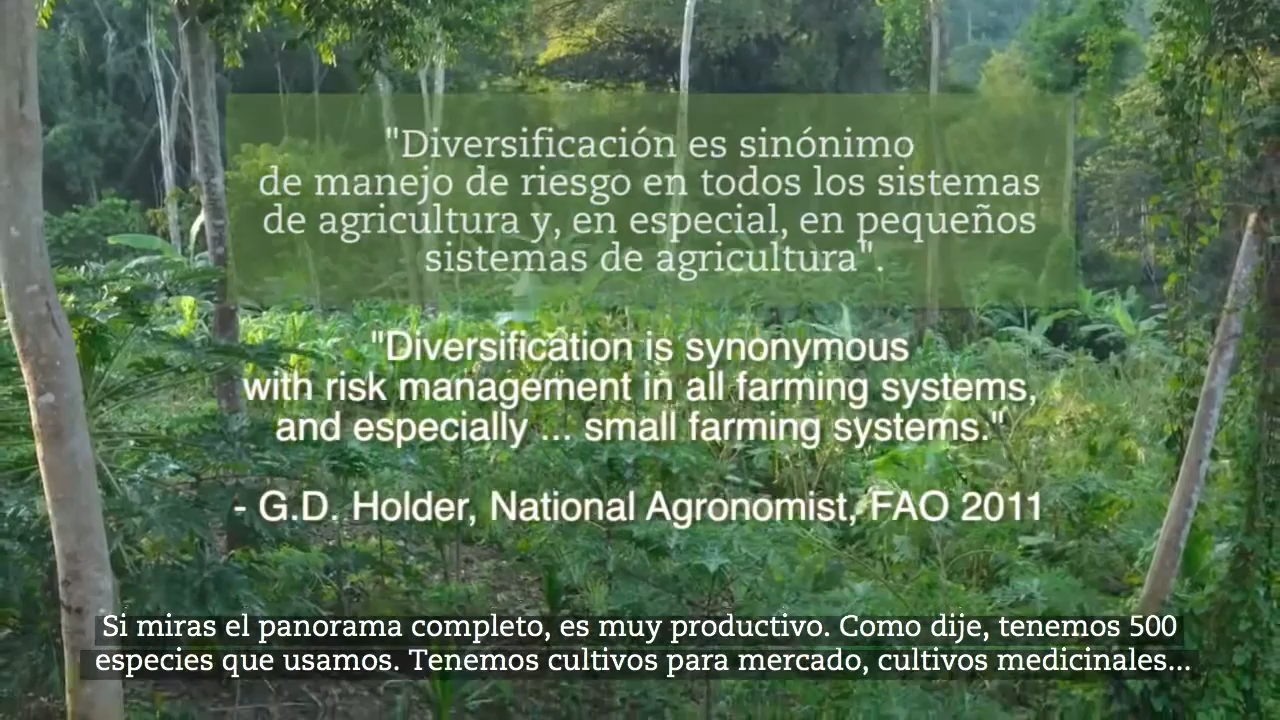 "Diversificación es sinónimo
de manejo de riesgo en todos los sistemas
de agricultura y, en especial, en pequeños
sistemas de agricultura".
"Diversification is synonymous
with risk management in all farming systems,
and especially ... small farming systems."
- G.D. Holder, National Agronomist, FAO 2011
Si miras el panorama completo, es muy productivo. Como dije, tenemos 500
especies que usamos. Tenemos cultivos para mercado, cultivos medicinales...